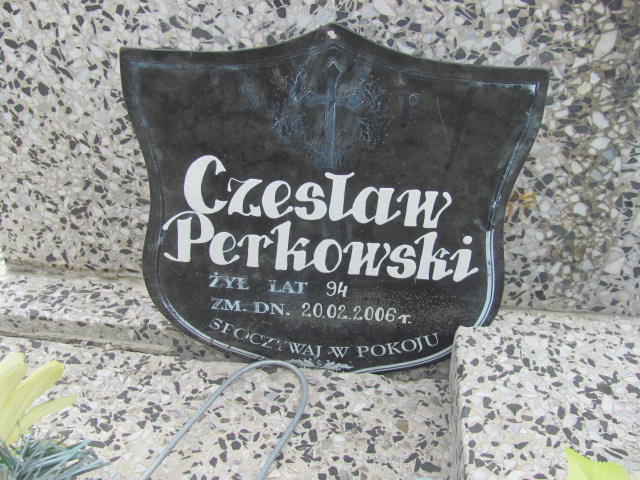 Czesław
Perkowski
ŻYŁ LAT 94
ZM. DN. 20.02.2006 r.
SPOCZYWAJ W POKOJU